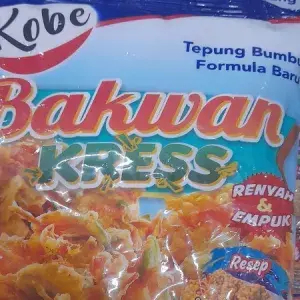 Kobe
Tepung Bumbu
Formula Baru
Bakwan
KRESS
RENYAH
&
EMPUK
Resep